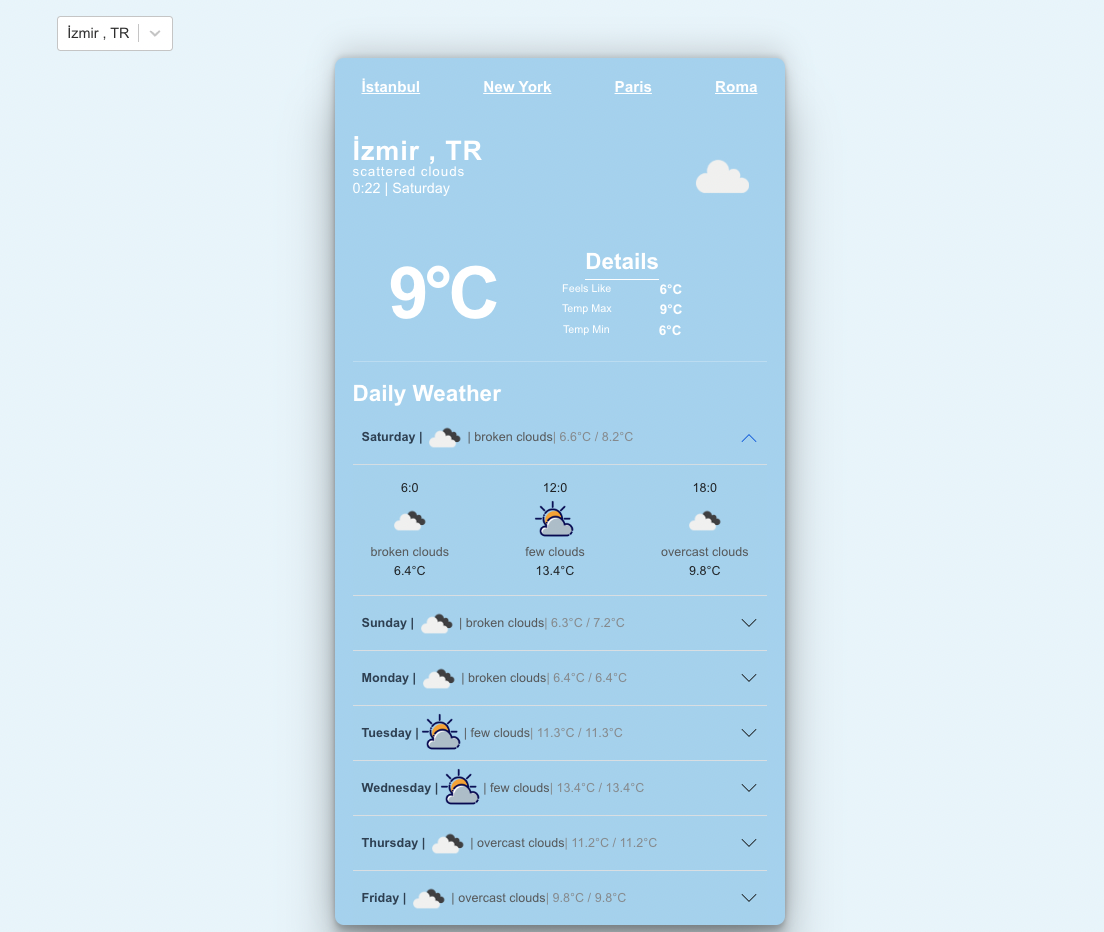 İzmir , TR
İstanbul New York Paris Roma
İzmir , TR
scattered clouds
0:22 | Saturday
9°C
Details
Feels Like 6°C
Temp Max 9°C
Temp Min 6°C
Daily Weather
Saturday | | broken clouds| 6.6°C / 8.2°C
6:0 12:0 18:0
broken clouds few clouds overcast clouds
6.4°C 13.4°C 9.8°C
Sunday | | broken clouds| 6.3°C / 7.2°C
Monday | | broken clouds| 6.4°C / 6.4°C
Tuesday | | few clouds| 11.3°C / 11.3°C
Wednesday | | few clouds| 13.4°C / 13.4°C
Thursday | | overcast clouds| 11.2°C / 11.2°C
Friday | | overcast clouds| 9.8°C / 9.8°C